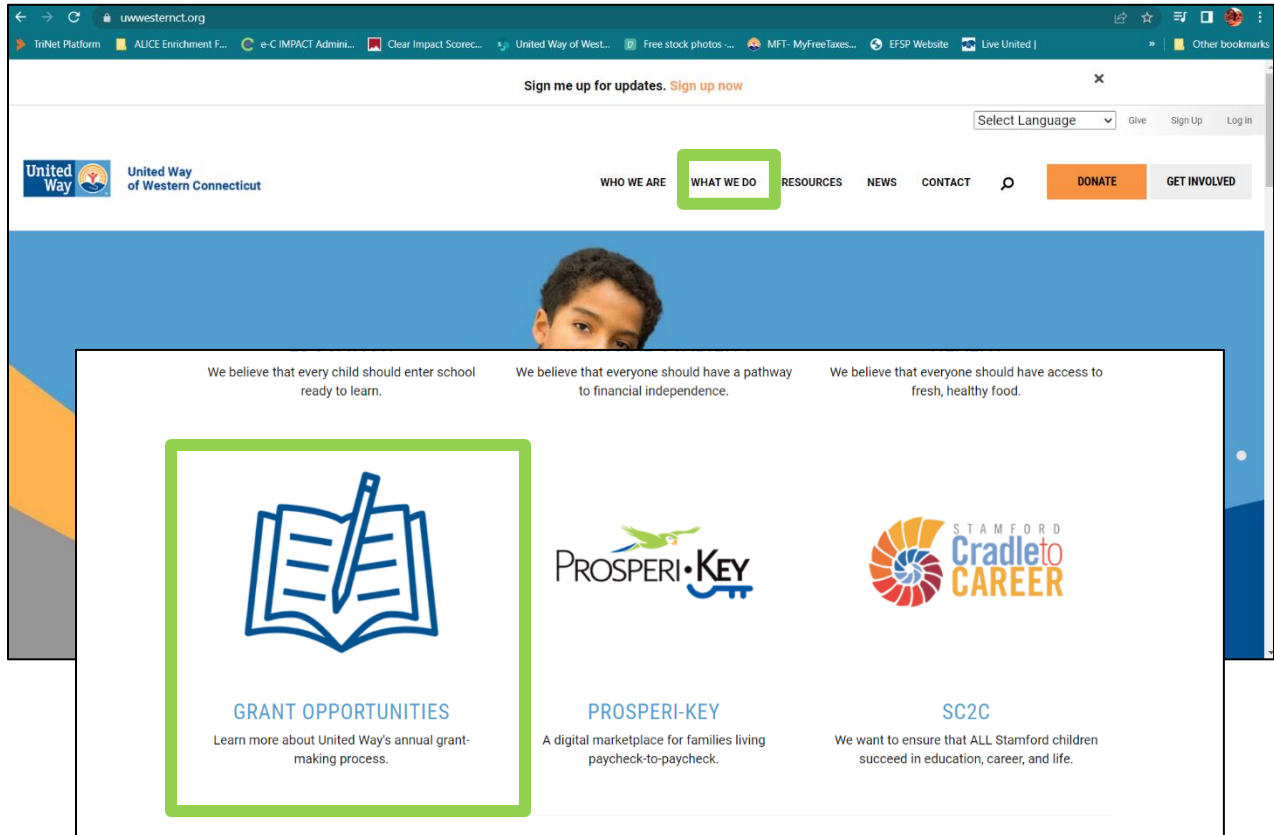 uwwesternct.org
TriNet Platform ALICE Enrichment F... e-C IMPACT Admini... Clear Impact Scorec... United Way of West... Free stock photos -... MFT- MyFreeTaxes... EFSP Website Live United | » Other bookmarks
Sign me up for updates. Sign up now
Select Language Give Sign Up Log in
United Way
United Way of Western Connecticut
WHO WE ARE WHAT WE DO RESOURCES NEWS CONTACT DONATE GET INVOLVED
We believe that every child should enter school
ready to learn.
We believe that everyone should have a pathway
to financial independence.
We believe that everyone should have access to
fresh, healthy food.
PROSPERI·KEY
STAMFORD
Cradleto
CAREER
GRANT OPPORTUNITIES
Learn more about United Way's annual grant-
making process.
PROSPERI-KEY
A digital marketplace for families living
paycheck-to-paycheck.
SC2C
We want to ensure that ALL Stamford children
succeed in education, career, and life.